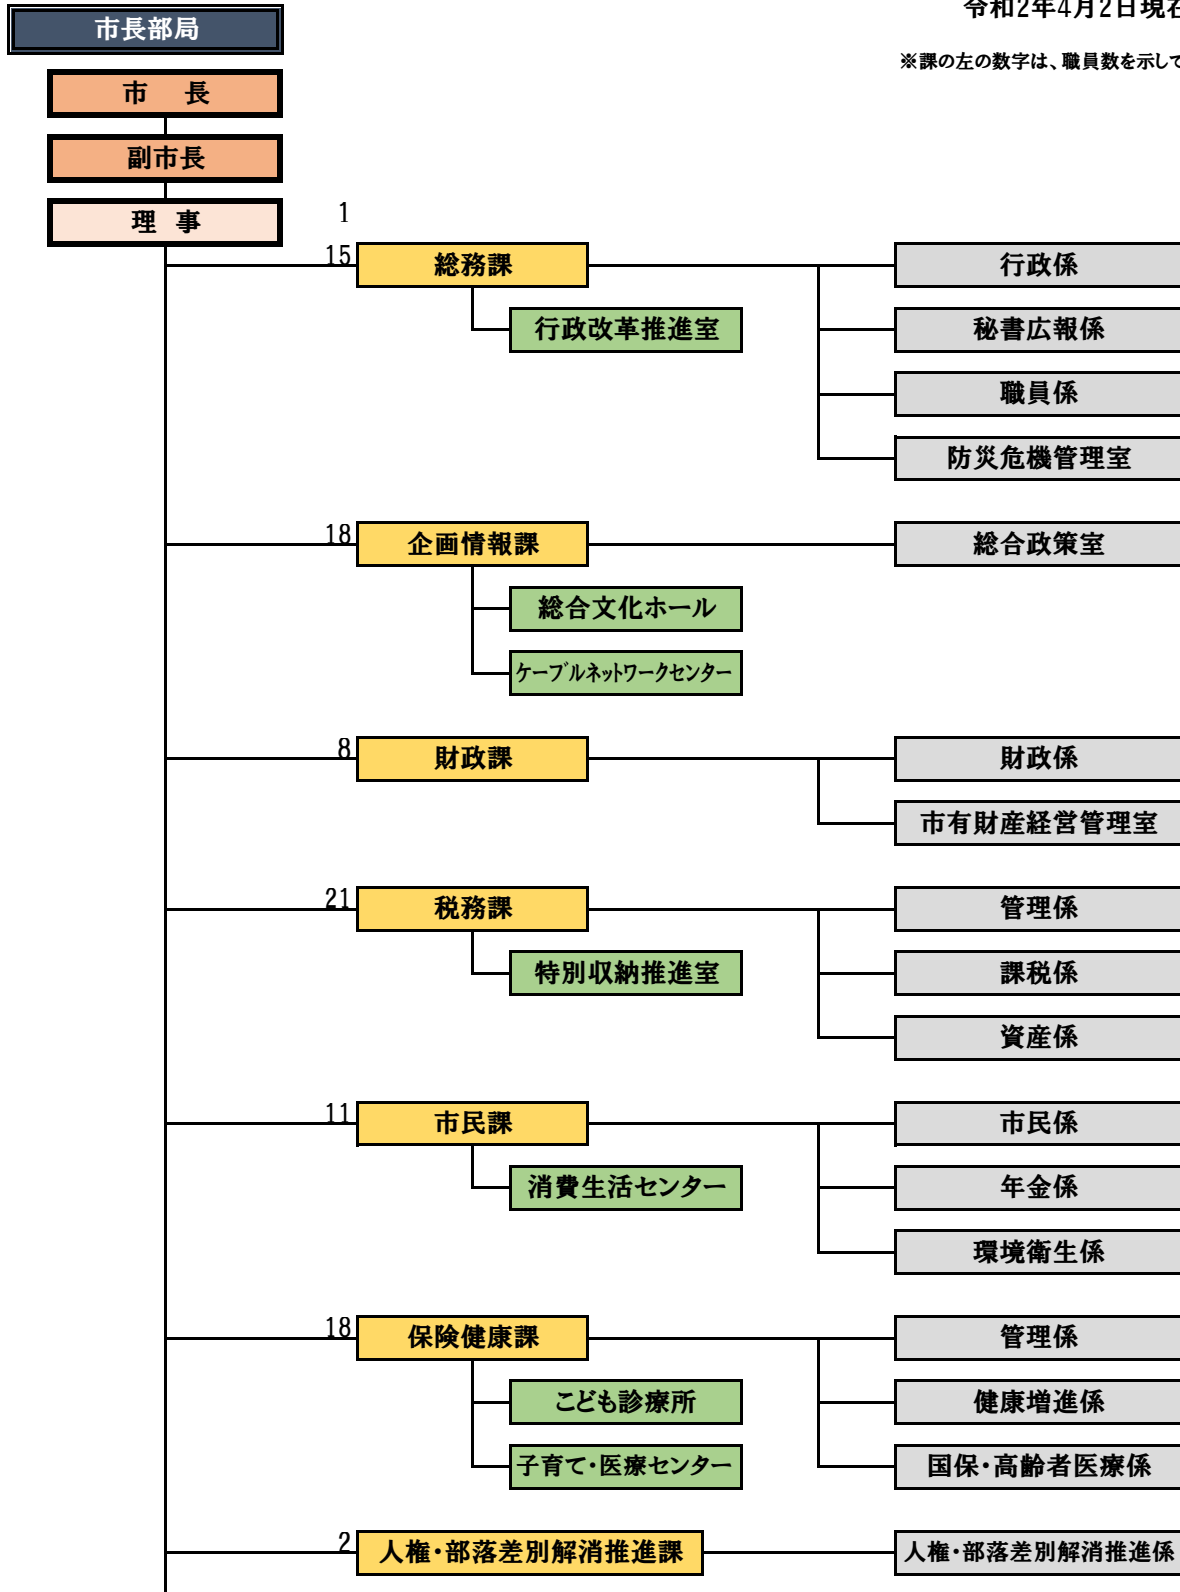 市長部局
令和2年4月2日現在
※課の左の数字は、職員数を示して
市　長
副市長
理 事
1
15 総務課 行政係
行政改革推進室 秘書広報係
職員係
防災危機管理室
18 企画情報課 総合政策室
総合文化ホール
ケーブルネットワークセンター
8 財政課 財政係
市有財産経営管理室
21 税務課 管理係
特別収納推進室 課税係
資産係
11 市民課 市民係
消費生活センター 年金係
環境衛生係
18 保険健康課 管理係
こども診療所 健康増進係
子育て・医療センター 国保・高齢者医療係
2 人権・部落差別解消推進課 人権・部落差別解消推進係